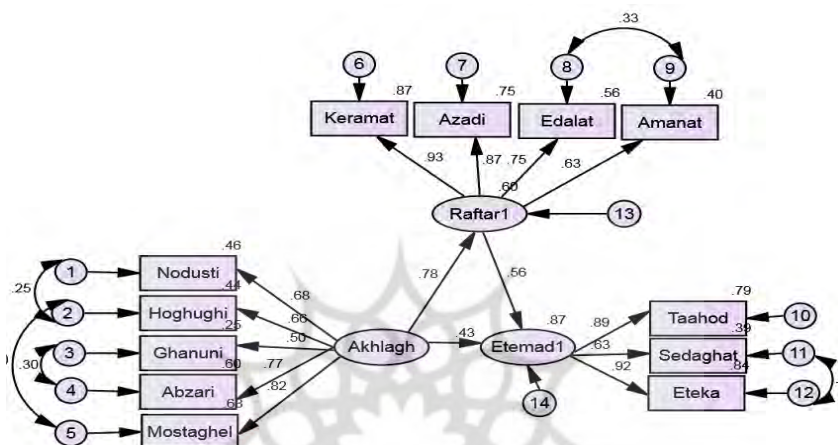 .33
6 7 8 9
.87 .75 .56 .40
Keramat Azadi Edalat Amanat
.93 .87 .75 .63
.60
Raftar1 13
.46
1 Nodusti
.44
.25 .68 .78 .56 .79
2 Hoghughi .66 .87 .89 Taahod 10
.25 .50 .43 .39
3 Ghanuni Akhlagh Etemad1 .63 Sedaghat 11
.60 .77 .84
.30 4 Abzari .82 .92 Eteka 12
14
5 Mostaghel